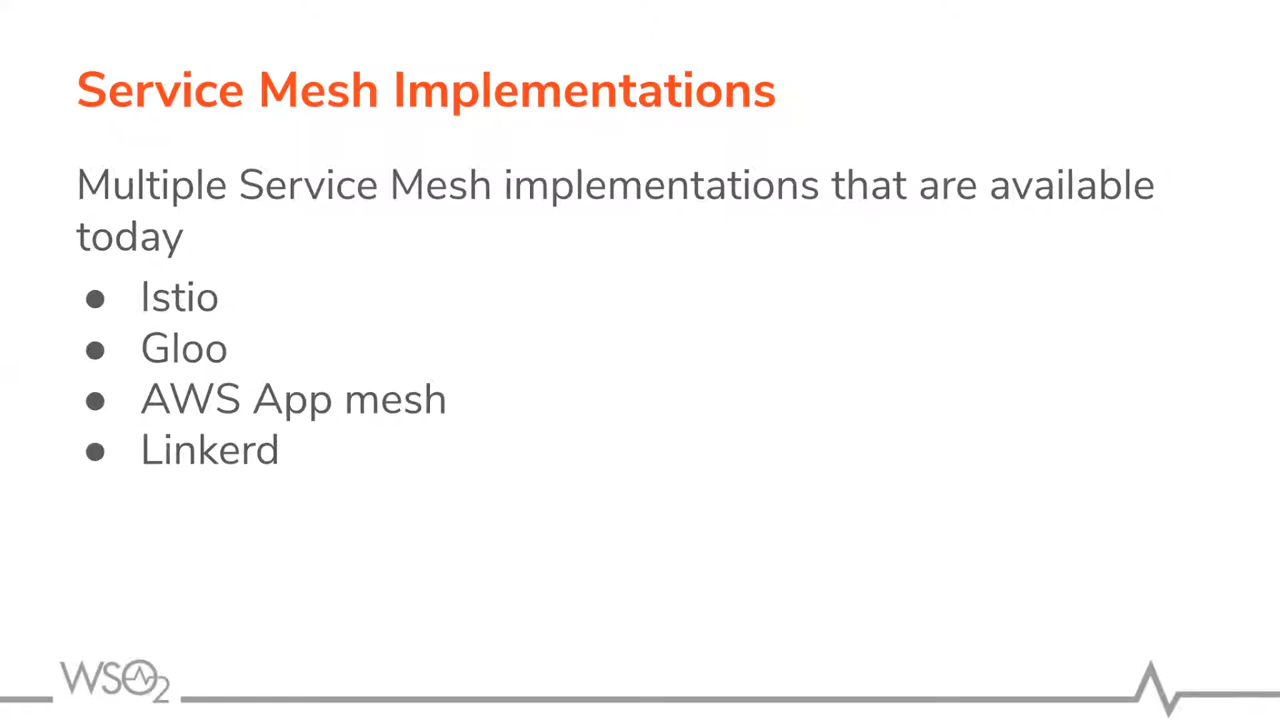 Service Mesh Implementations
Multiple Service Mesh implementations that are available
today
● Istio
● Gloo
● AWS App mesh
● Linkerd
WSO2